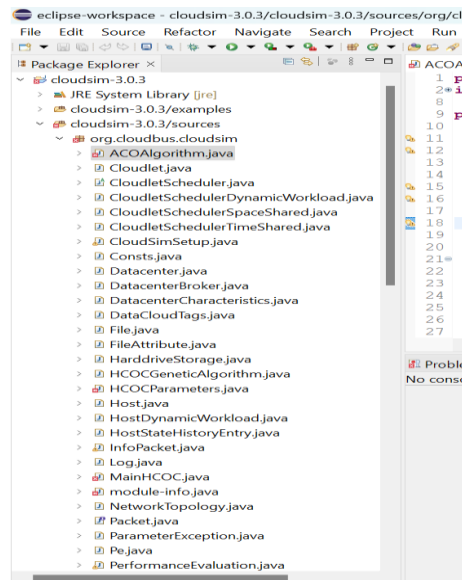 eclipse-workspace - cloudsim-3.0.3/cloudsim-3.0.3/sources/org/cl
File Edit Source Refactor Navigate Search Project Run
Package Explorer
ACOA
cloudsim-3.0.3
JRE System Library [jre]
cloudsim-3.0.3/examples
cloudsim-3.0.3/sources
org.cloudbus.cloudsim
ACOAlgorithm.java
Cloudlet.java
CloudletScheduler.java
CloudletSchedulerDynamicWorkload.java
CloudletSchedulerSpaceShared.java
CloudletSchedulerTimeShared.java
CloudSimSetup.java
Consts.java
Datacenter.java
DatacenterBroker.java
DatacenterCharacteristics.java
DataCloudTags.java
File.java
FileAttribute.java
HarddriveStorage.java
HCOCGeneticAlgorithm.java
HCOCParameters.java
Host.java
HostDynamicWorkload.java
HostStateHistoryEntry.java
InfoPacket.java
Log.java
MainHCOC.java
module-info.java
NetworkTopology.java
Packet.java
ParameterException.java
Pe.java
PerformanceEvaluation.java
1 p
2 i
8
9 p
10
11
12
13
14
15
16
17
18
19
20
21
22
23
24
25
26
27
Proble
No conso